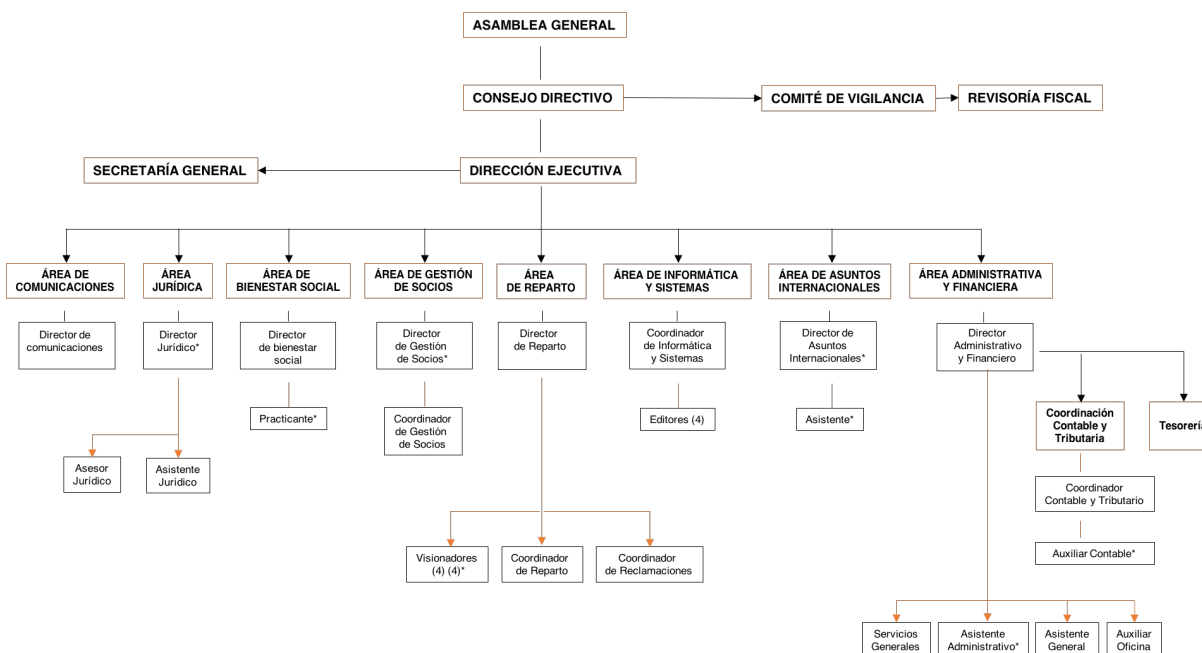 ASAMBLEA GENERAL
CONSEJO DIRECTIVO
COMITÉ DE VIGILANCIA
REVISORÍA FISCAL
SECRETARÍA GENERAL
DIRECCIÓN EJECUTIVA
ÁREA DE
COMUNICACIONES
ÁREA
JURÍDICA
ÁREA DE
BIENESTAR SOCIAL
ÁREA DE GESTIÓN
DE SOCIOS
ÁREA
DE REPARTO
ÁREA DE INFORMÁTICA
Y SISTEMAS
ÁREA DE ASUNTOS
INTERNACIONALES
ÁREA ADMINISTRATIVA
Y FINANCIERA
Director de
comunicaciones
Director
Jurídico*
Director
de bienestar
social
Director
de Gestión
de Socios*
Director
de Reparto
Coordinador
de Informática
y Sistemas
Director de
Asuntos
Internacionales*
Director
Administrativo
y Financiero
Practicante*
Coordinador
de Gestión
de Socios
Editores (4)
Asistente*
Coordinación
Contable y
Tributaria
Tesorerí
Asesor
Jurídico
Asistente
Jurídico
Coordinador
Contable y Tributario
Visionadores
(4) (4)*
Coordinador
de Reparto
Coordinador
de Reclamaciones
Auxiliar Contable*
Servicios
Generales
Asistente
Administrativo*
Asistente
General
Auxiliar
Oficina